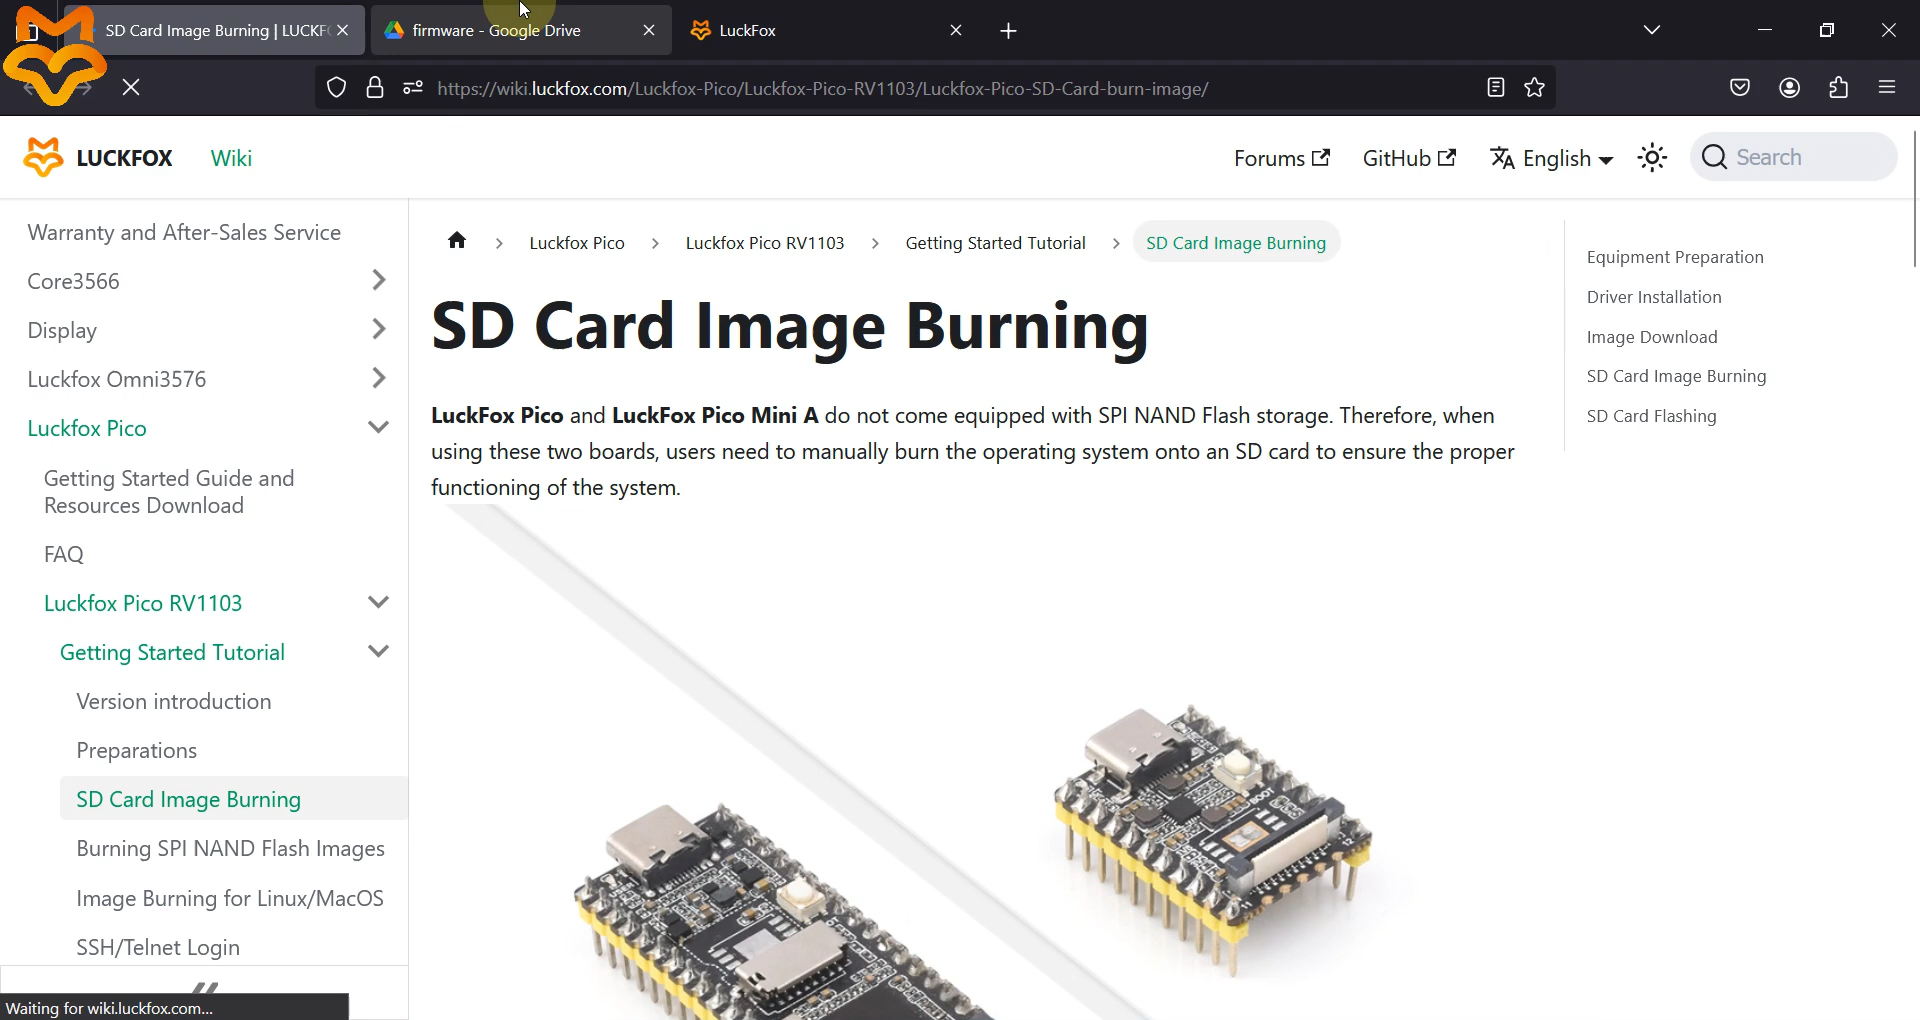 SD Card Image Burning | LUCKF
firmware - Google Drive
LuckFox
https://wiki.luckfox.com/Luckfox-Pico/Luckfox-Pico-RV1103/Luckfox-Pico-SD-Card-burn-image/
LUCKFOX
Wiki
Forums
GitHub
English
Search
Warranty and After-Sales Service
Core3566
Display
Luckfox Omni3576
Luckfox Pico
Getting Started Guide and
Resources Download
FAQ
Luckfox Pico RV1103
Getting Started Tutorial
Version introduction
Preparations
SD Card Image Burning
Burning SPI NAND Flash Images
Image Burning for Linux/MacOS
SSH/Telnet Login
Waiting for wiki.luckfox.com...
Luckfox Pico
Luckfox Pico RV1103
Getting Started Tutorial
SD Card Image Burning
SD Card Image Burning
LuckFox Pico and LuckFox Pico Mini A do not come equipped with SPI NAND Flash storage. Therefore, when
using these two boards, users need to manually burn the operating system onto an SD card to ensure the proper
functioning of the system.
BOOT
Equipment Preparation
Driver Installation
Image Download
SD Card Image Burning
SD Card Flashing